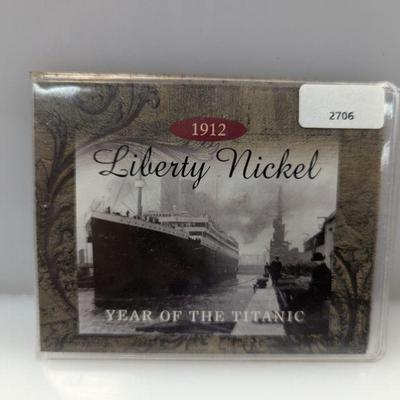 2706
1912
Liberty Nickel
YEAR OF THE TITANIC